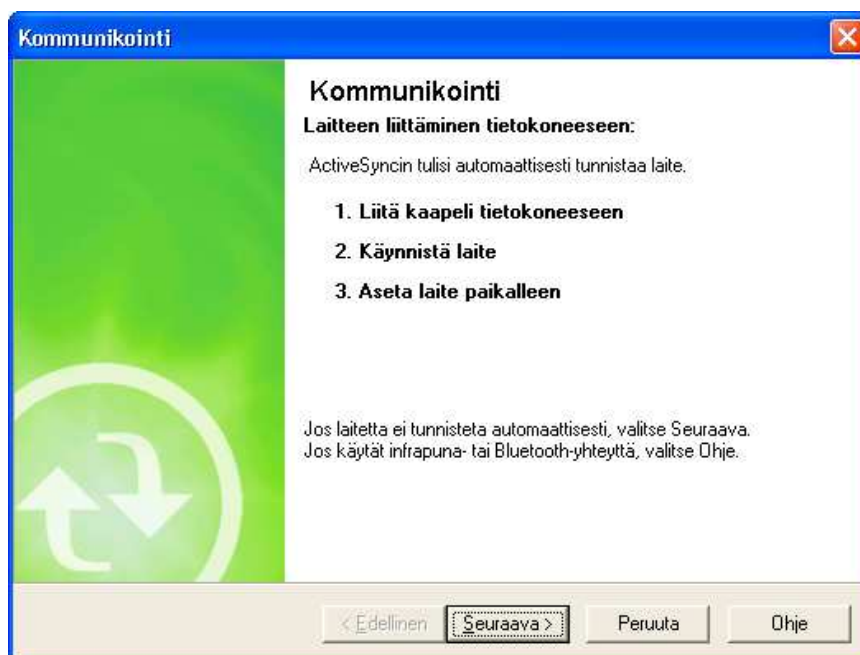 Kommunikointi
Kommunikointi
Laitteen liittäminen tietokoneeseen:
ActiveSyncin tulisi automaattisesti tunnistaa laite.
1. Liitä kaapeli tietokoneeseen
2. Käynnistä laite
3. Aseta laite paikalleen
Jos laitetta ei tunnisteta automaattisesti, valitse Seuraava.
Jos käytät infrapuna- tai Bluetooth-yhteyttä, valitse Ohje.
< Edellinen Seuraava > Peruuta Ohje